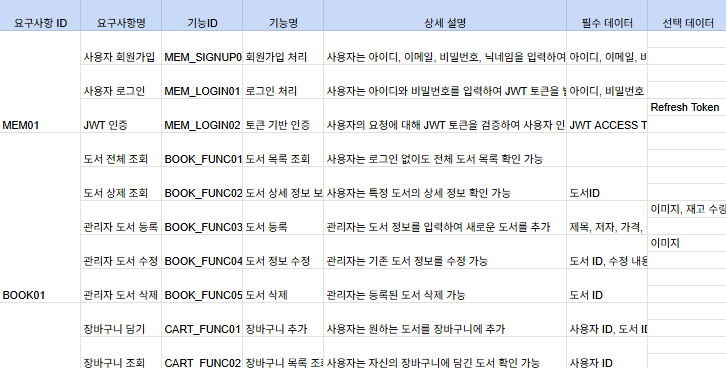 요구사항 ID 요구사항명 기능ID 기능명 상세 설명 필수 데이터 선택 데이터
사용자 회원가입 MEM_SIGNUP0 회원가입 처리 사용자는 아이디, 이메일, 비밀번호, 닉네임을 입력하여 아이디, 이메일,
사용자 로그인 MEM_LOGIN01 로그인 처리 사용자는 아이디와 비밀번호를 입력하여 JWT 토큰을 아이디, 비밀번호
Refresh Token
MEM01 JWT 인증 MEM_LOGIN02 토큰 기반 인증 사용자의 요청에 대해 JWT 토큰을 검증하여 사용자 인 JWT ACCESS T
도서 전체 조회 BOOK_FUNC01 도서 목록 조회 사용자는 로그인 없이도 전체 도서 목록 확인 가능
도서 상제 조회 BOOK_FUNC02 도서 상세 정보 보 사용자는 특정 도서의 상세 정보 확인 가능 도서ID
이미지, 재고 수량
관리자 도서 등록 BOOK_FUNC03 도서 등록 관리자는 도서 정보를 입력하여 새로운 도서를 추가 제목, 저자, 가격,
이미지
관리자 도서 수정 BOOK_FUNC04 도서 정보 수정 관리자는 기존 도서 정보를 수정 가능 도서 ID, 수정 내용
BOOK01 관리자 도서 삭제 BOOK_FUNC05 도서 삭제 관리자는 등록된 도서 삭제 가능 도서 ID
장바구니 담기 CART_FUNC01 장바구니 추가 사용자는 원하는 도서를 장바구니에 추가 사용자 ID, 도서 ID
장바구니 조회 CART_FUNC02 장바구니 목록 조회 사용자는 자신의 장바구니에 담긴 도서 확인 가능 사용자 ID